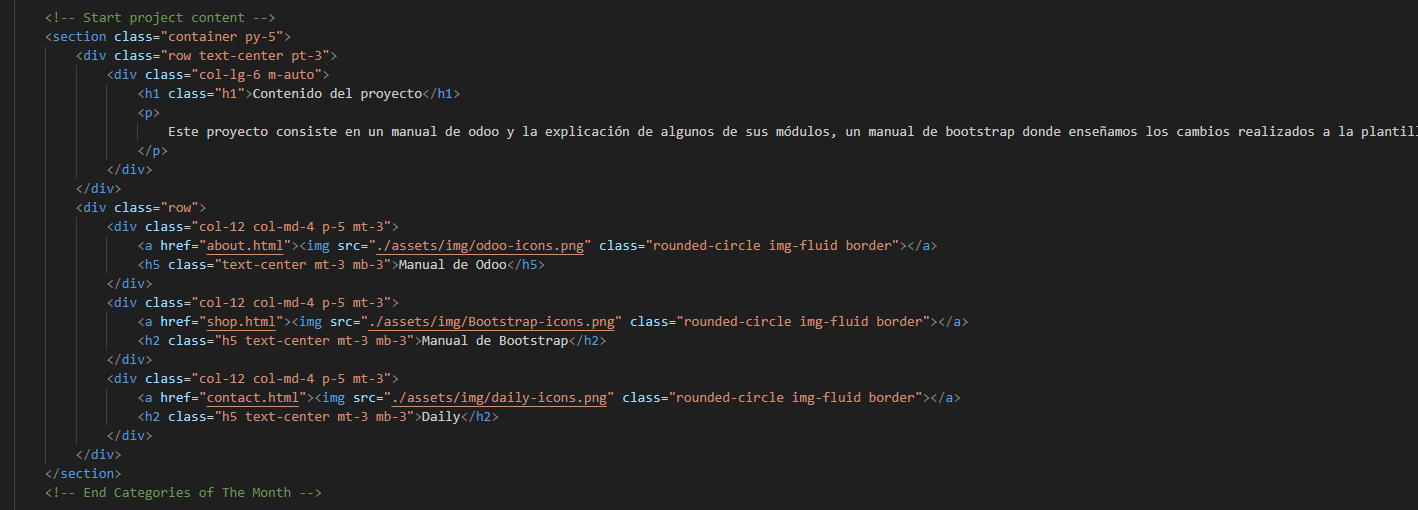 <!-- Start project content -->
<section class="container py-5">
<div class="row text-center pt-3">
<div class="col-lg-6 m-auto">
<h1 class="h1">Contenido del proyecto</h1>
<p>
Este proyecto consiste en un manual de odoo y la explicación de algunos de sus módulos, un manual de bootstrap donde enseñamos los cambios realizados a la
</p>
</div>
</div>
<div class="row">
<div class="col-12 col-md-4 p-5 mt-3">
<a href="about.html"><img src="./assets/img/odoo-icons.png" class="rounded-circle img-fluid border"></a>
<h5 class="text-center mt-3 mb-3">Manual de Odoo</h5>
</div>
<div class="col-12 col-md-4 p-5 mt-3">
<a href="shop.html"><img src="./assets/img/Bootstrap-icons.png" class="rounded-circle img-fluid border"></a>
<h2 class="h5 text-center mt-3 mb-3">Manual de Bootstrap</h2>
</div>
<div class="col-12 col-md-4 p-5 mt-3">
<a href="contact.html"><img src="./assets/img/daily-icons.png" class="rounded-circle img-fluid border"></a>
<h2 class="h5 text-center mt-3 mb-3">Daily</h2>
</div>
</div>
</section>
<!-- End Categories of The Month -->